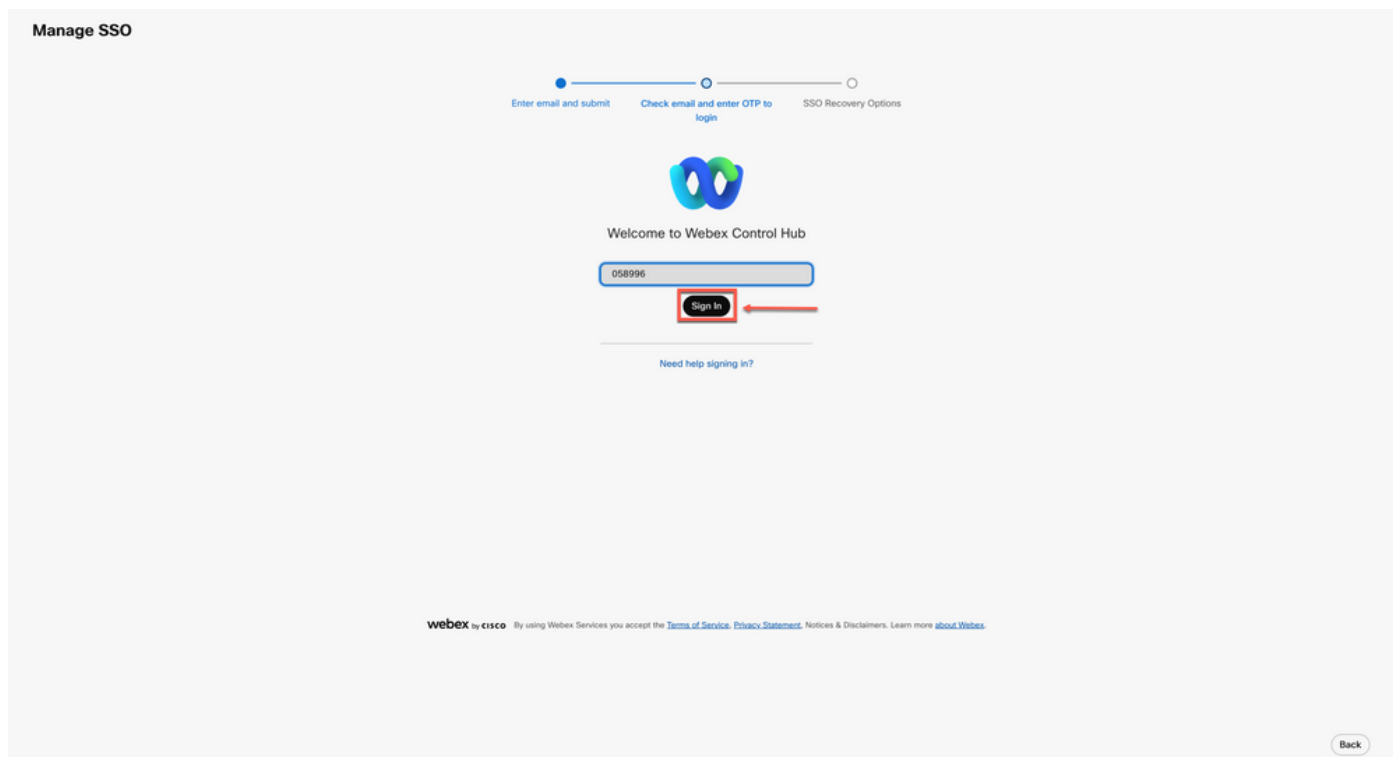 Manage SSO
Enter email and submit
Check email and enter OTP to
login
SSO Recovery Options
Welcome to Webex Control Hub
058996
Sign In
Need help signing in?
webex by CISCO By using Webex Services you accept the Terms of Service, Privacy Statement, Notices & Disclaimers. Learn more about Webex.
Back